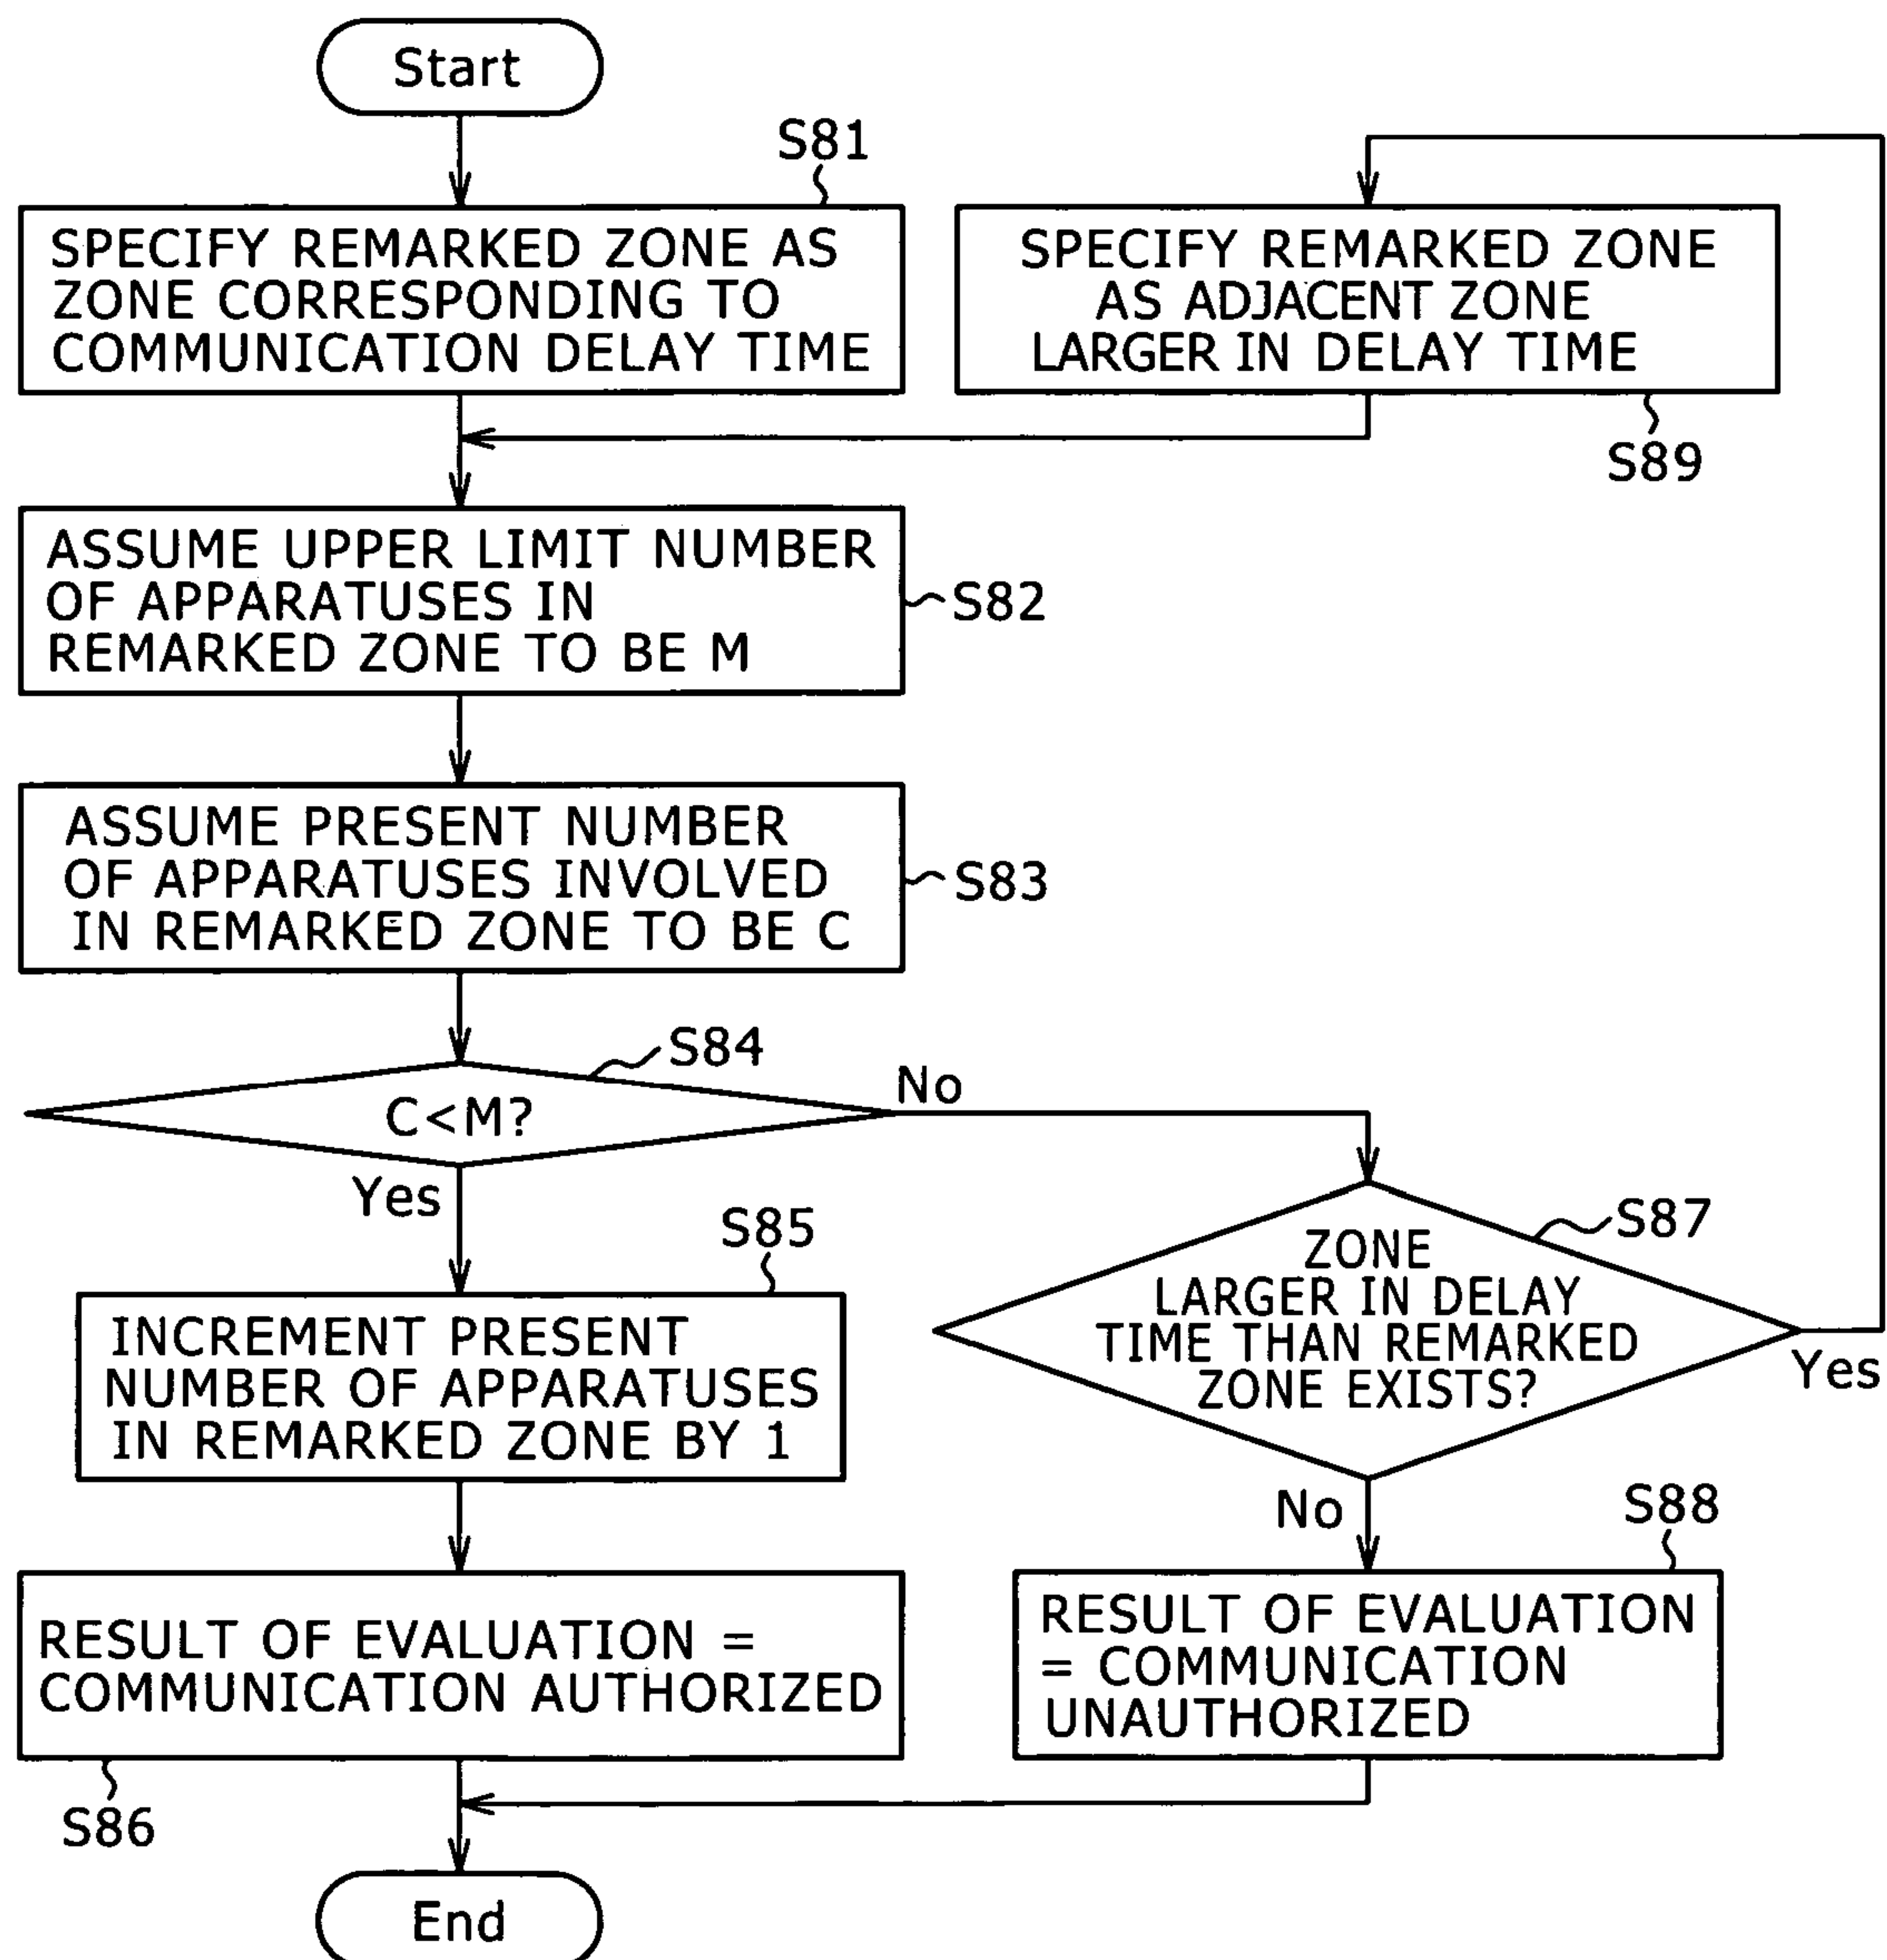 Start
S81
SPECIFY REMARKED ZONE AS
ZONE CORRESPONDING TO
COMMUNICATION DELAY TIME
SPECIFY REMARKED ZONE
AS ADJACENT ZONE
LARGER IN DELAY TIME
S89
ASSUME UPPER LIMIT NUMBER
OF APPARATUSES IN
REMARKED ZONE TO BE M
S82
ASSUME PRESENT NUMBER
OF APPARATUSES INVOLVED
IN REMARKED ZONE TO BE C
S83
S84
C<M?
No
Yes
S85
INCREMENT PRESENT
NUMBER OF APPARATUSES
IN REMARKED ZONE BY 1
S87
ZONE
LARGER IN DELAY
TIME THAN REMARKED
ZONE EXISTS?
Yes
No
S88
RESULT OF EVALUATION =
COMMUNICATION AUTHORIZED
S86
RESULT OF EVALUATION
= COMMUNICATION
UNAUTHORIZED
End